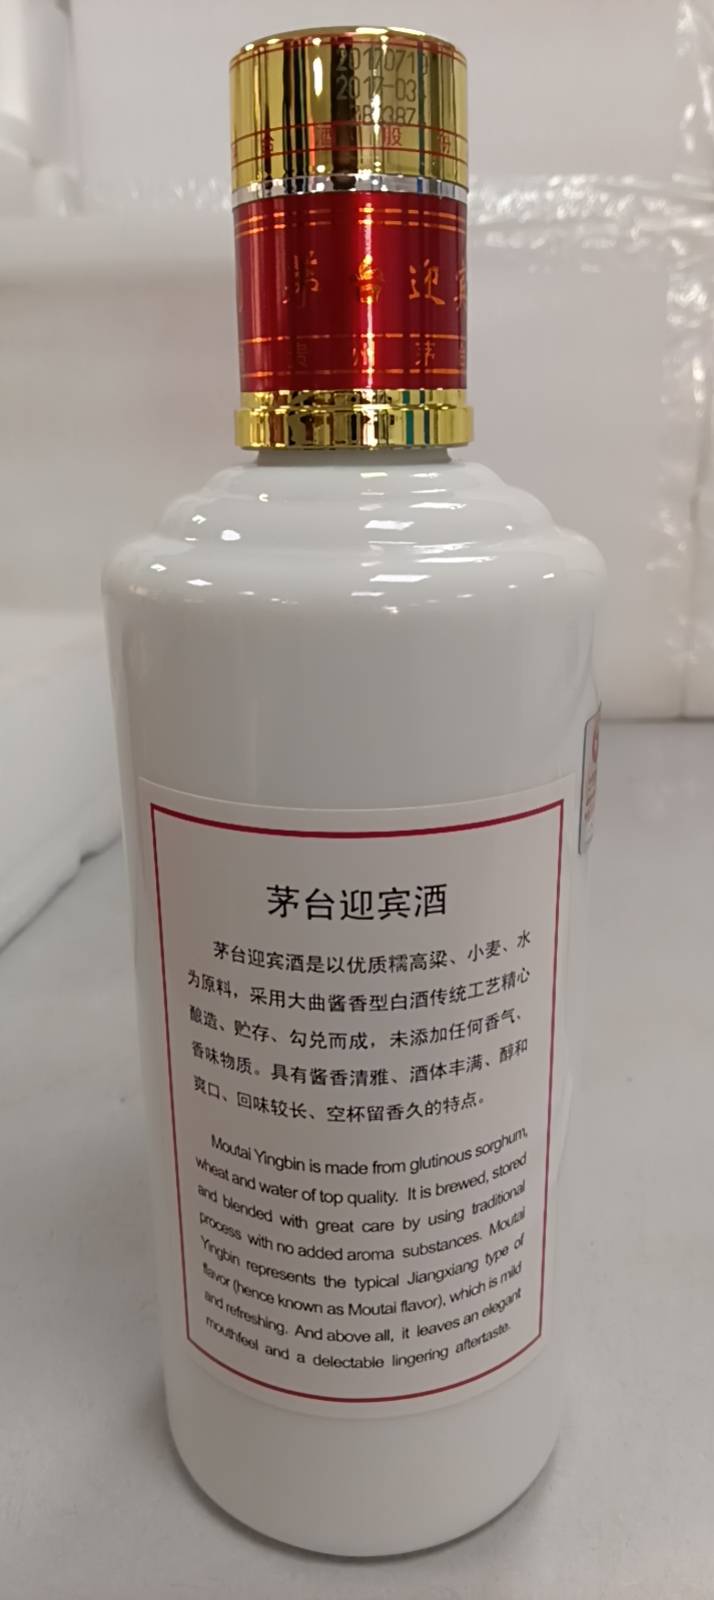 20170719
2017-03
台酒股份
茅台迎宾
贵州茅台
茅台迎宾酒
茅台迎宾酒是以优质糯高粱、小麦、水
为原料，采用大曲酱香型白酒传统工艺精心
酿造、贮存、勾兑而成，未添加任何香气、
香味物质。具有酱香清雅、酒体丰满、醇和
爽口、回味较长、空杯留香久的特点。
Moutai Yingbin is made from glutinous sorghum,
wheat and water of top quality. It is brewed, stored
and blended with great care by using traditional
process with no added aroma substances. Moutai
Yingbin represents the typical Jiangxiang type of
flavor (hence known as Moutai flavor), which is mild
and refreshing. And above all, it leaves an elegant
mouthfeel and a delectable lingering aftertaste.